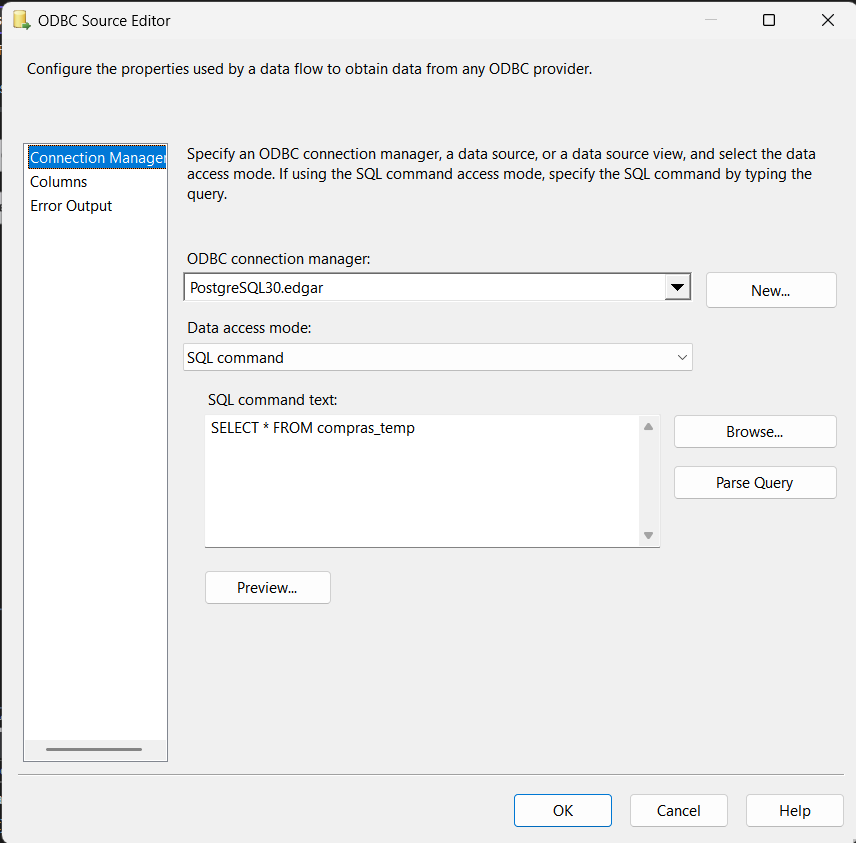 ODBC Source Editor
Configure the properties used by a data flow to obtain data from any ODBC provider.
Connection Manager
Columns
Error Output
Specify an ODBC connection manager, a data source, or a data source view, and select the data
access mode. If using the SQL command access mode, specify the SQL command by typing the
query.
ODBC connection manager:
PostgreSQL30.edgar
New...
Data access mode:
SQL command
SQL command text:
SELECT * FROM compras_temp
Browse...
Parse Query
Preview...
OK
Cancel
Help